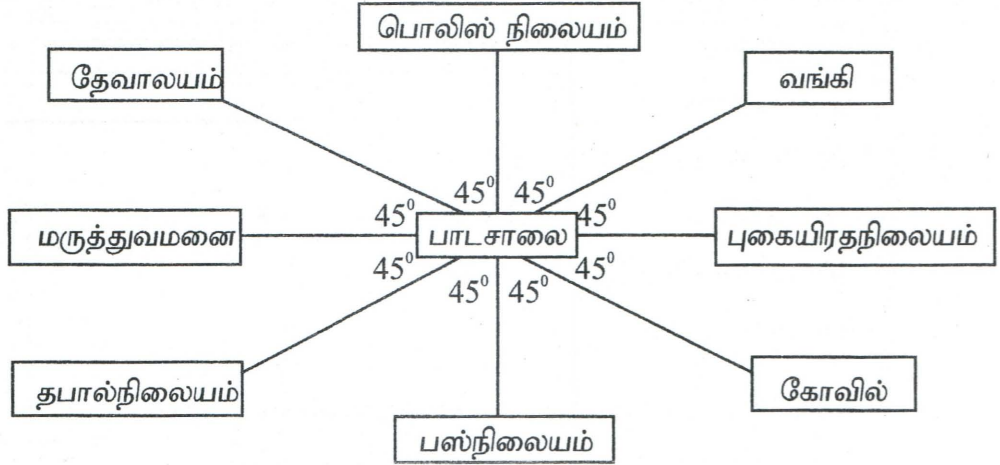 பொலிஸ் நிலையம்
தேவாலயம்
வங்கி
45⁰ 45⁰
45⁰ 45⁰
மருத்துவமனை
பாடசாலை
புகையிரதநிலையம்
45⁰ 45⁰
45⁰ 45⁰
தபால்நிலையம்
கோவில்
பஸ்நிலையம்